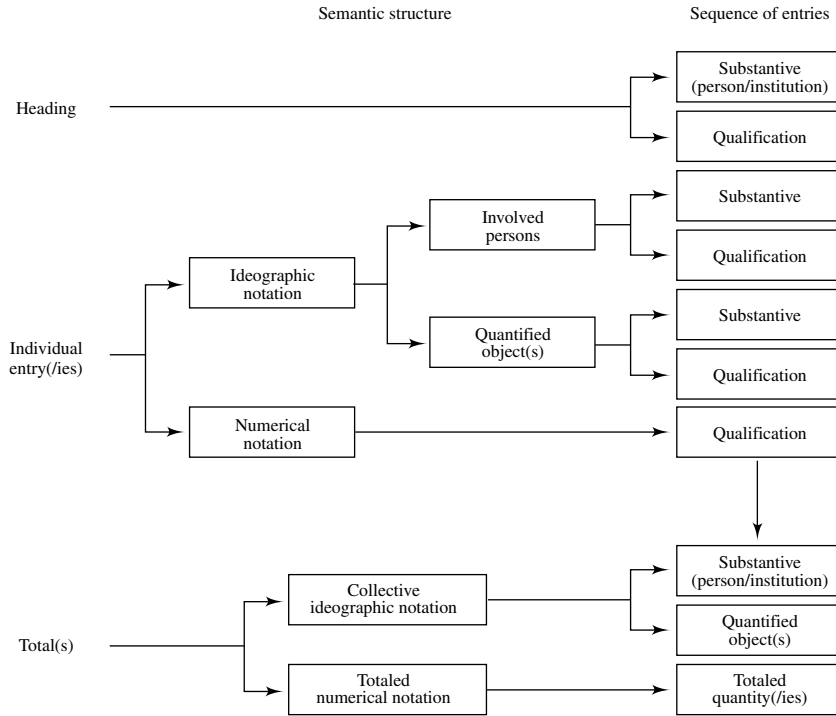 Semantic structure
Sequence of entries
Heading
Substantive
(person/institution)
Qualification
Individual
entry(/ies)
Ideographic
notation
Involved
persons
Substantive
Qualification
Quantified
object(s)
Substantive
Qualification
Numerical
notation
Qualification
Total(s)
Collective
ideographic notation
Substantive
(person/institution)
Quantified
object(s)
Totaled
numerical notation
Totaled
quantity(/ies)